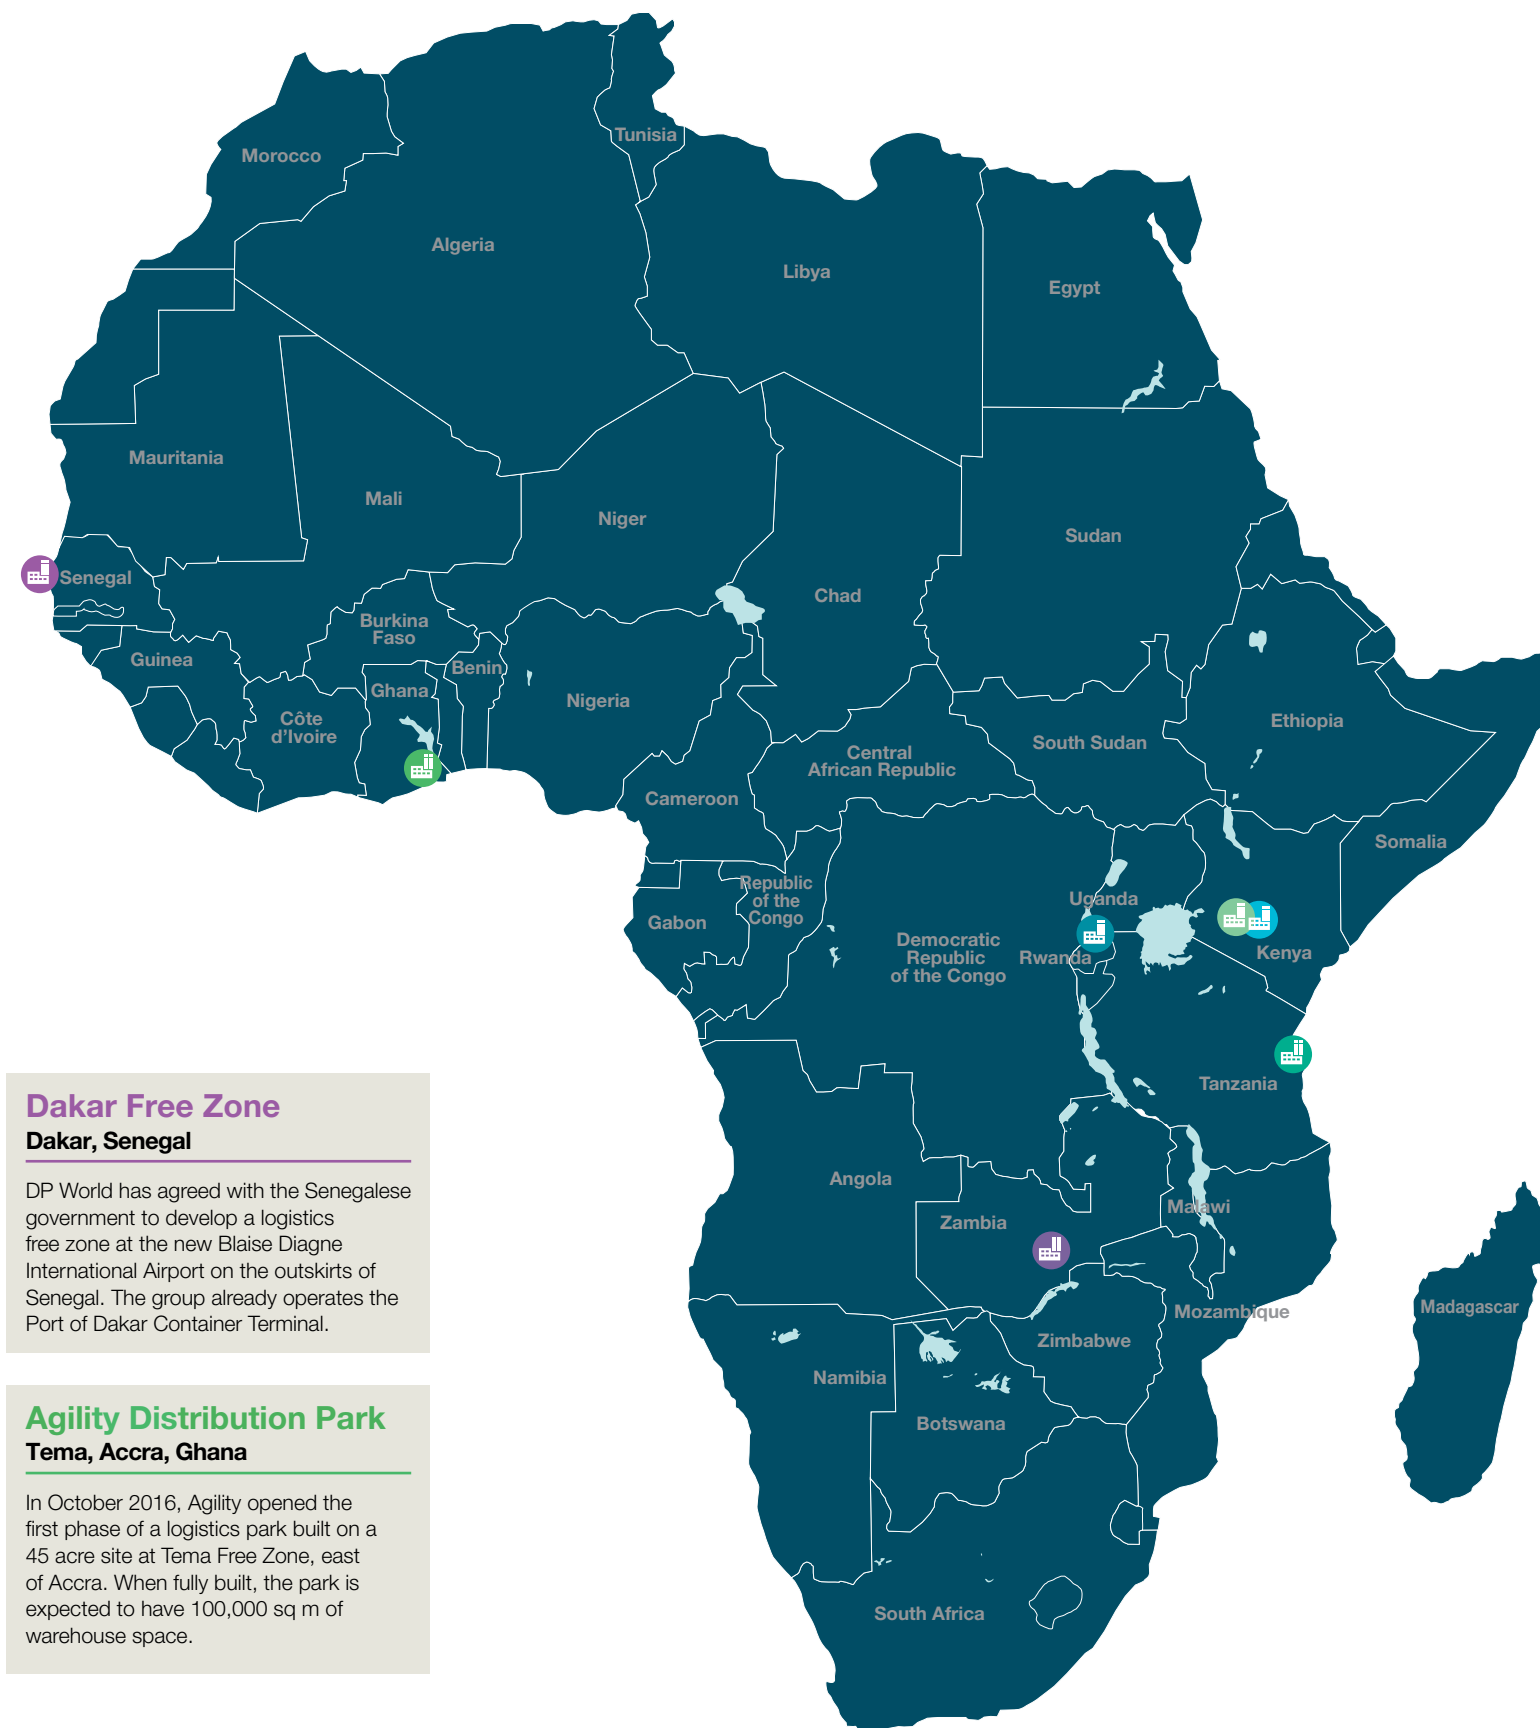 Tunisia
Morocco
Algeria
Libya
Egypt
Mauritania
Mali
Niger
Sudan
Senegal
Chad
Burkina
Faso
Guinea
Benin
Ghana
Nigeria
Côte
d'Ivoire
Ethiopia
South Sudan
Central
African Republic
Cameroon
Somalia
Republic
of the
Congo
Uganda
Gabon
Democratic
Republic
of the Congo
Rwanda
Kenya
Tanzania
Angola
Malawi
Zambia
Mozambique
Madagascar
Zimbabwe
Namibia
Botswana
South Africa
Dakar Free Zone
Dakar, Senegal
DP World has agreed with the Senegalese
government to develop a logistics
free zone at the new Blaise Diagne
International Airport on the outskirts of
Senegal. The group already operates the
Port of Dakar Container Terminal.
Agility Distribution Park
Tema, Accra, Ghana
In October 2016, Agility opened the
first phase of a logistics park built on a
45 acre site at Tema Free Zone, east
of Accra. When fully built, the park is
expected to have 100,000 sq m of
warehouse space.